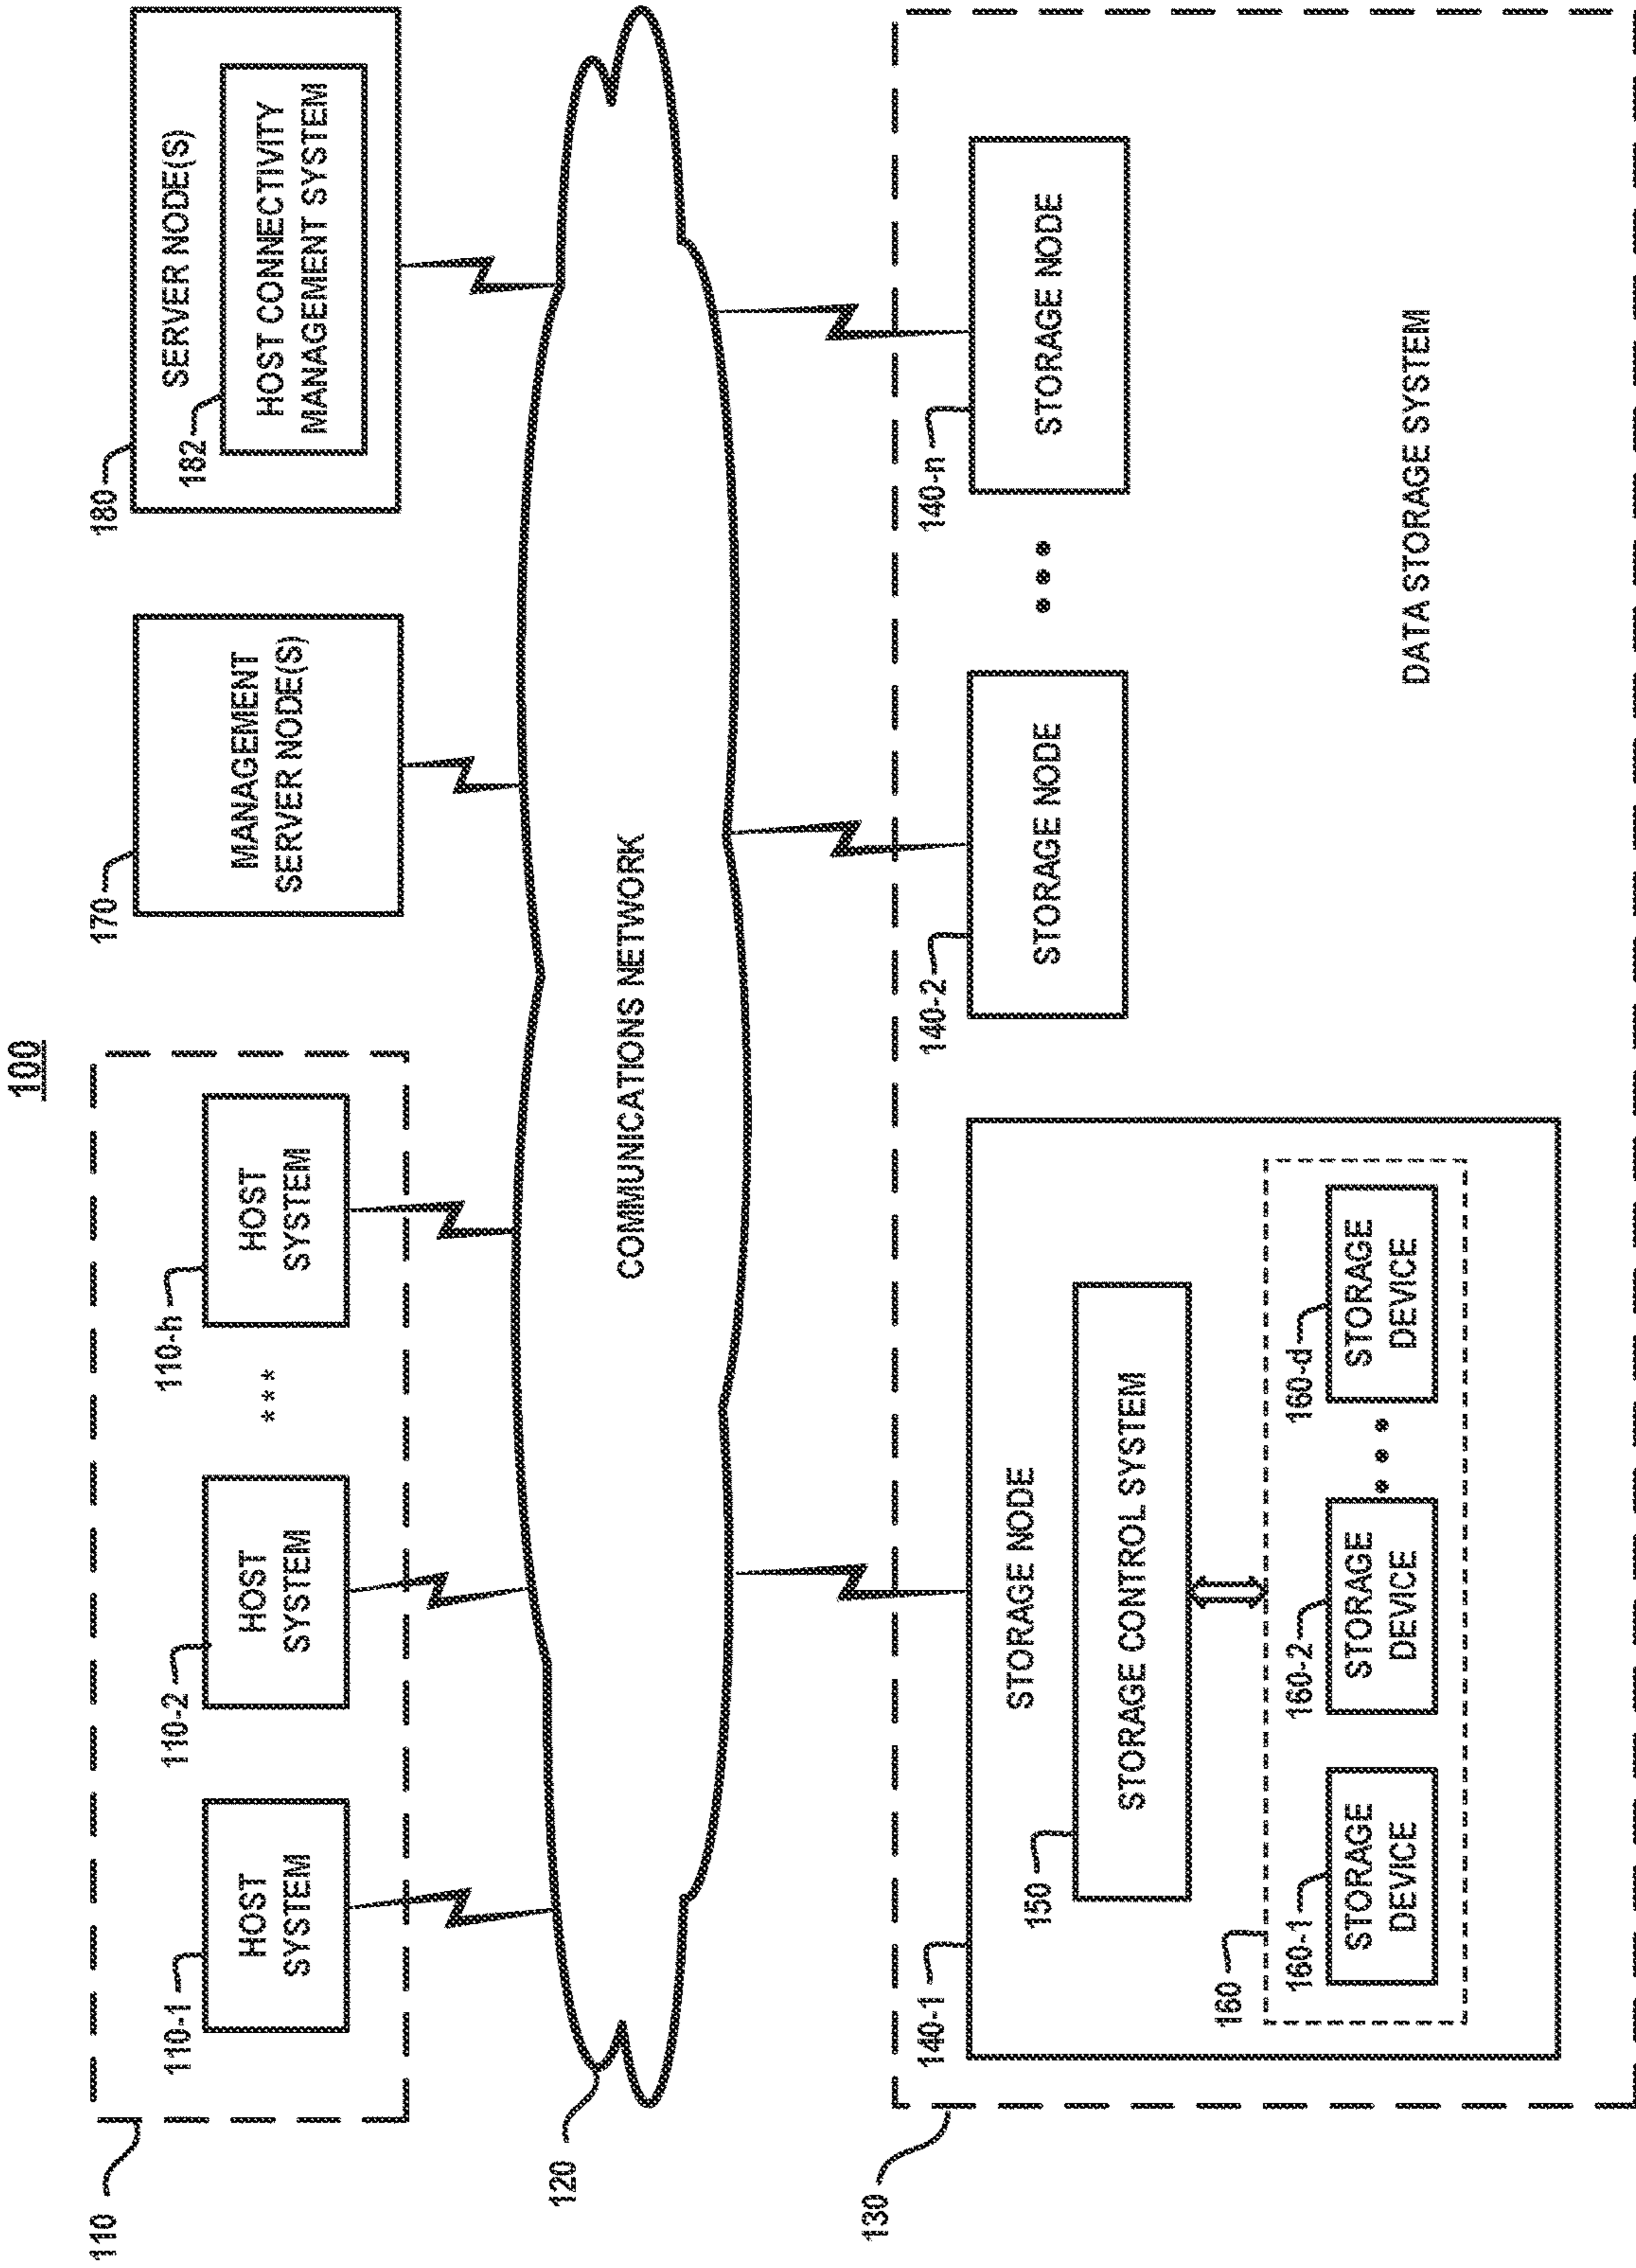 100
110
110-1
HOST
SYSTEM
110-2
HOST
SYSTEM
***
110-h
HOST
SYSTEM
170
MANAGEMENT
SERVER NODE(S)
180
SERVER NODE(S)
182
HOST CONNECTIVITY
MANAGEMENT SYSTEM
120
COMMUNICATIONS NETWORK
130
140-1
STORAGE NODE
150
STORAGE CONTROL SYSTEM
160
160-1
STORAGE
DEVICE
160-2
STORAGE
DEVICE
160-d
STORAGE
DEVICE
140-2
STORAGE NODE
140-n
STORAGE NODE
DATA STORAGE SYSTEM